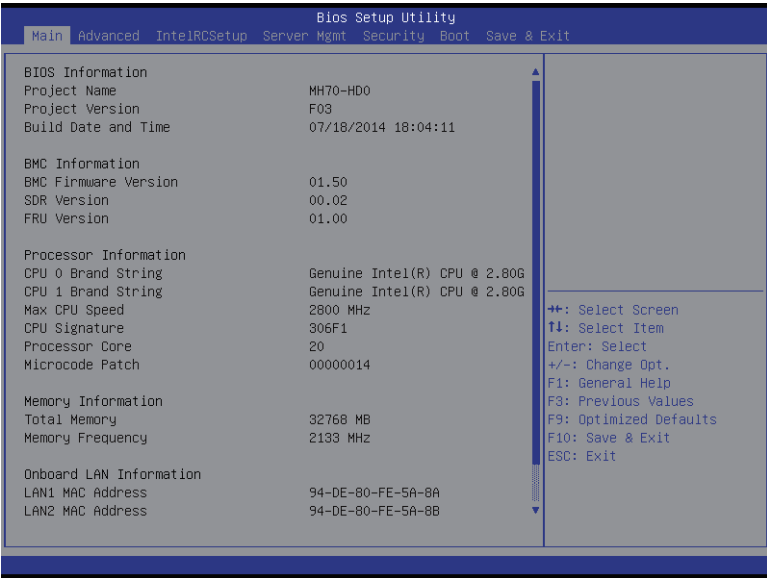 Bios Setup Utility
Main Advanced IntelRCSetup Server Mgmt Security Boot Save & Exit
BIOS Information
Project Name MH70-HD0
Project Version F03
Build Date and Time 07/18/2014 18:04:11
BMC Information
BMC Firmware Version 01.50
SDR Version 00.02
FRU Version 01.00
Processor Information
CPU 0 Brand String Genuine Intel(R) CPU @ 2.80G
CPU 1 Brand String Genuine Intel(R) CPU @ 2.80G
Max CPU Speed 2800 MHz
CPU Signature 306F1
Processor Core 20
Microcode Patch 00000014
Memory Information
Total Memory 32768 MB
Memory Frequency 2133 MHz
Onboard LAN Information
LAN1 MAC Address 94-DE-80-FE-5A-8A
LAN2 MAC Address 94-DE-80-FE-5A-8B
→←: Select Screen
↑↓: Select Item
Enter: Select
+/-: Change Opt.
F1: General Help
F3: Previous Values
F9: Optimized Defaults
F10: Save & Exit
ESC: Exit